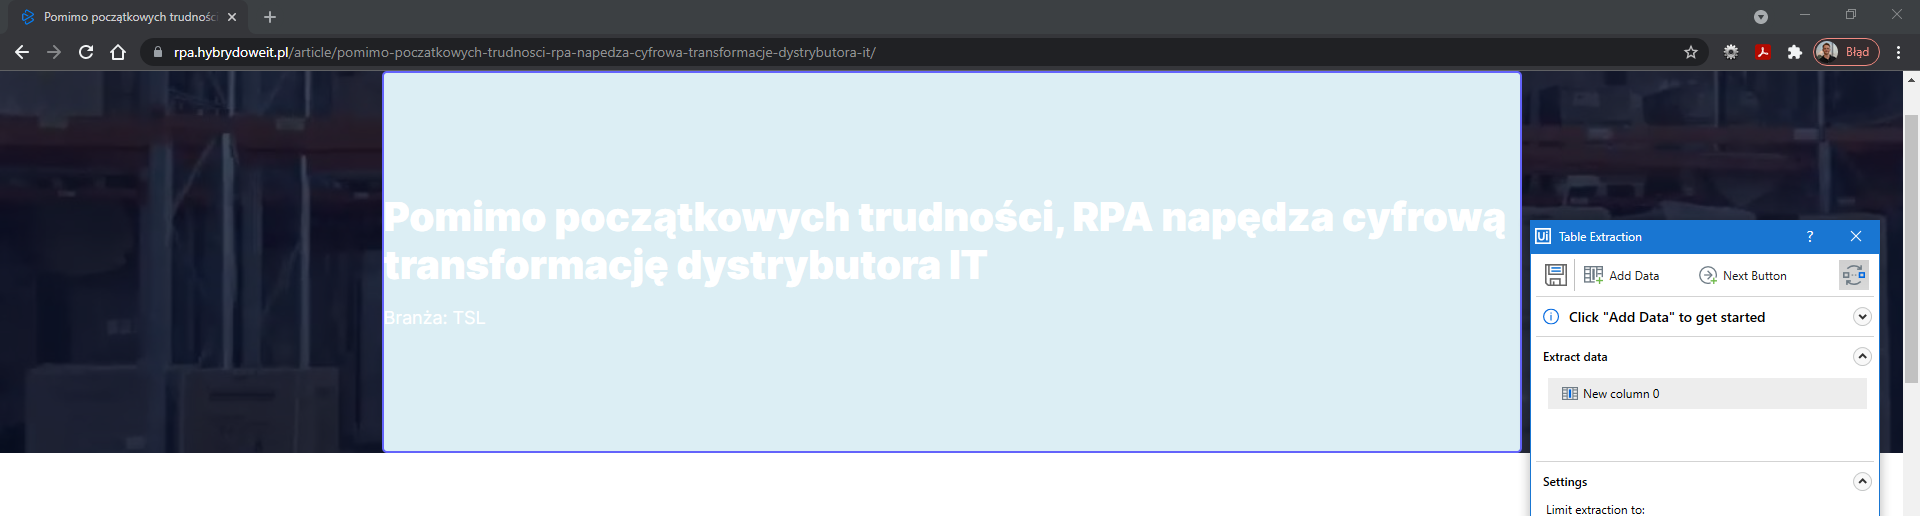 Pomimo początkowych trudności
rpa.hybrydoweit.pl/article/pomimo-poczatkowych-trudnosci-rpa-napedza-cyfrowa-transformacje-dystrybutora-it/
Błąd
Pomimo początkowych trudności, RPA napędza cyfrową
transformację dystrybutora IT
Branża: TSL
Ui Table Extraction ?
Add Data Next Button
Click "Add Data" to get started
Extract data
New column 0
Settings
Limit extraction to: